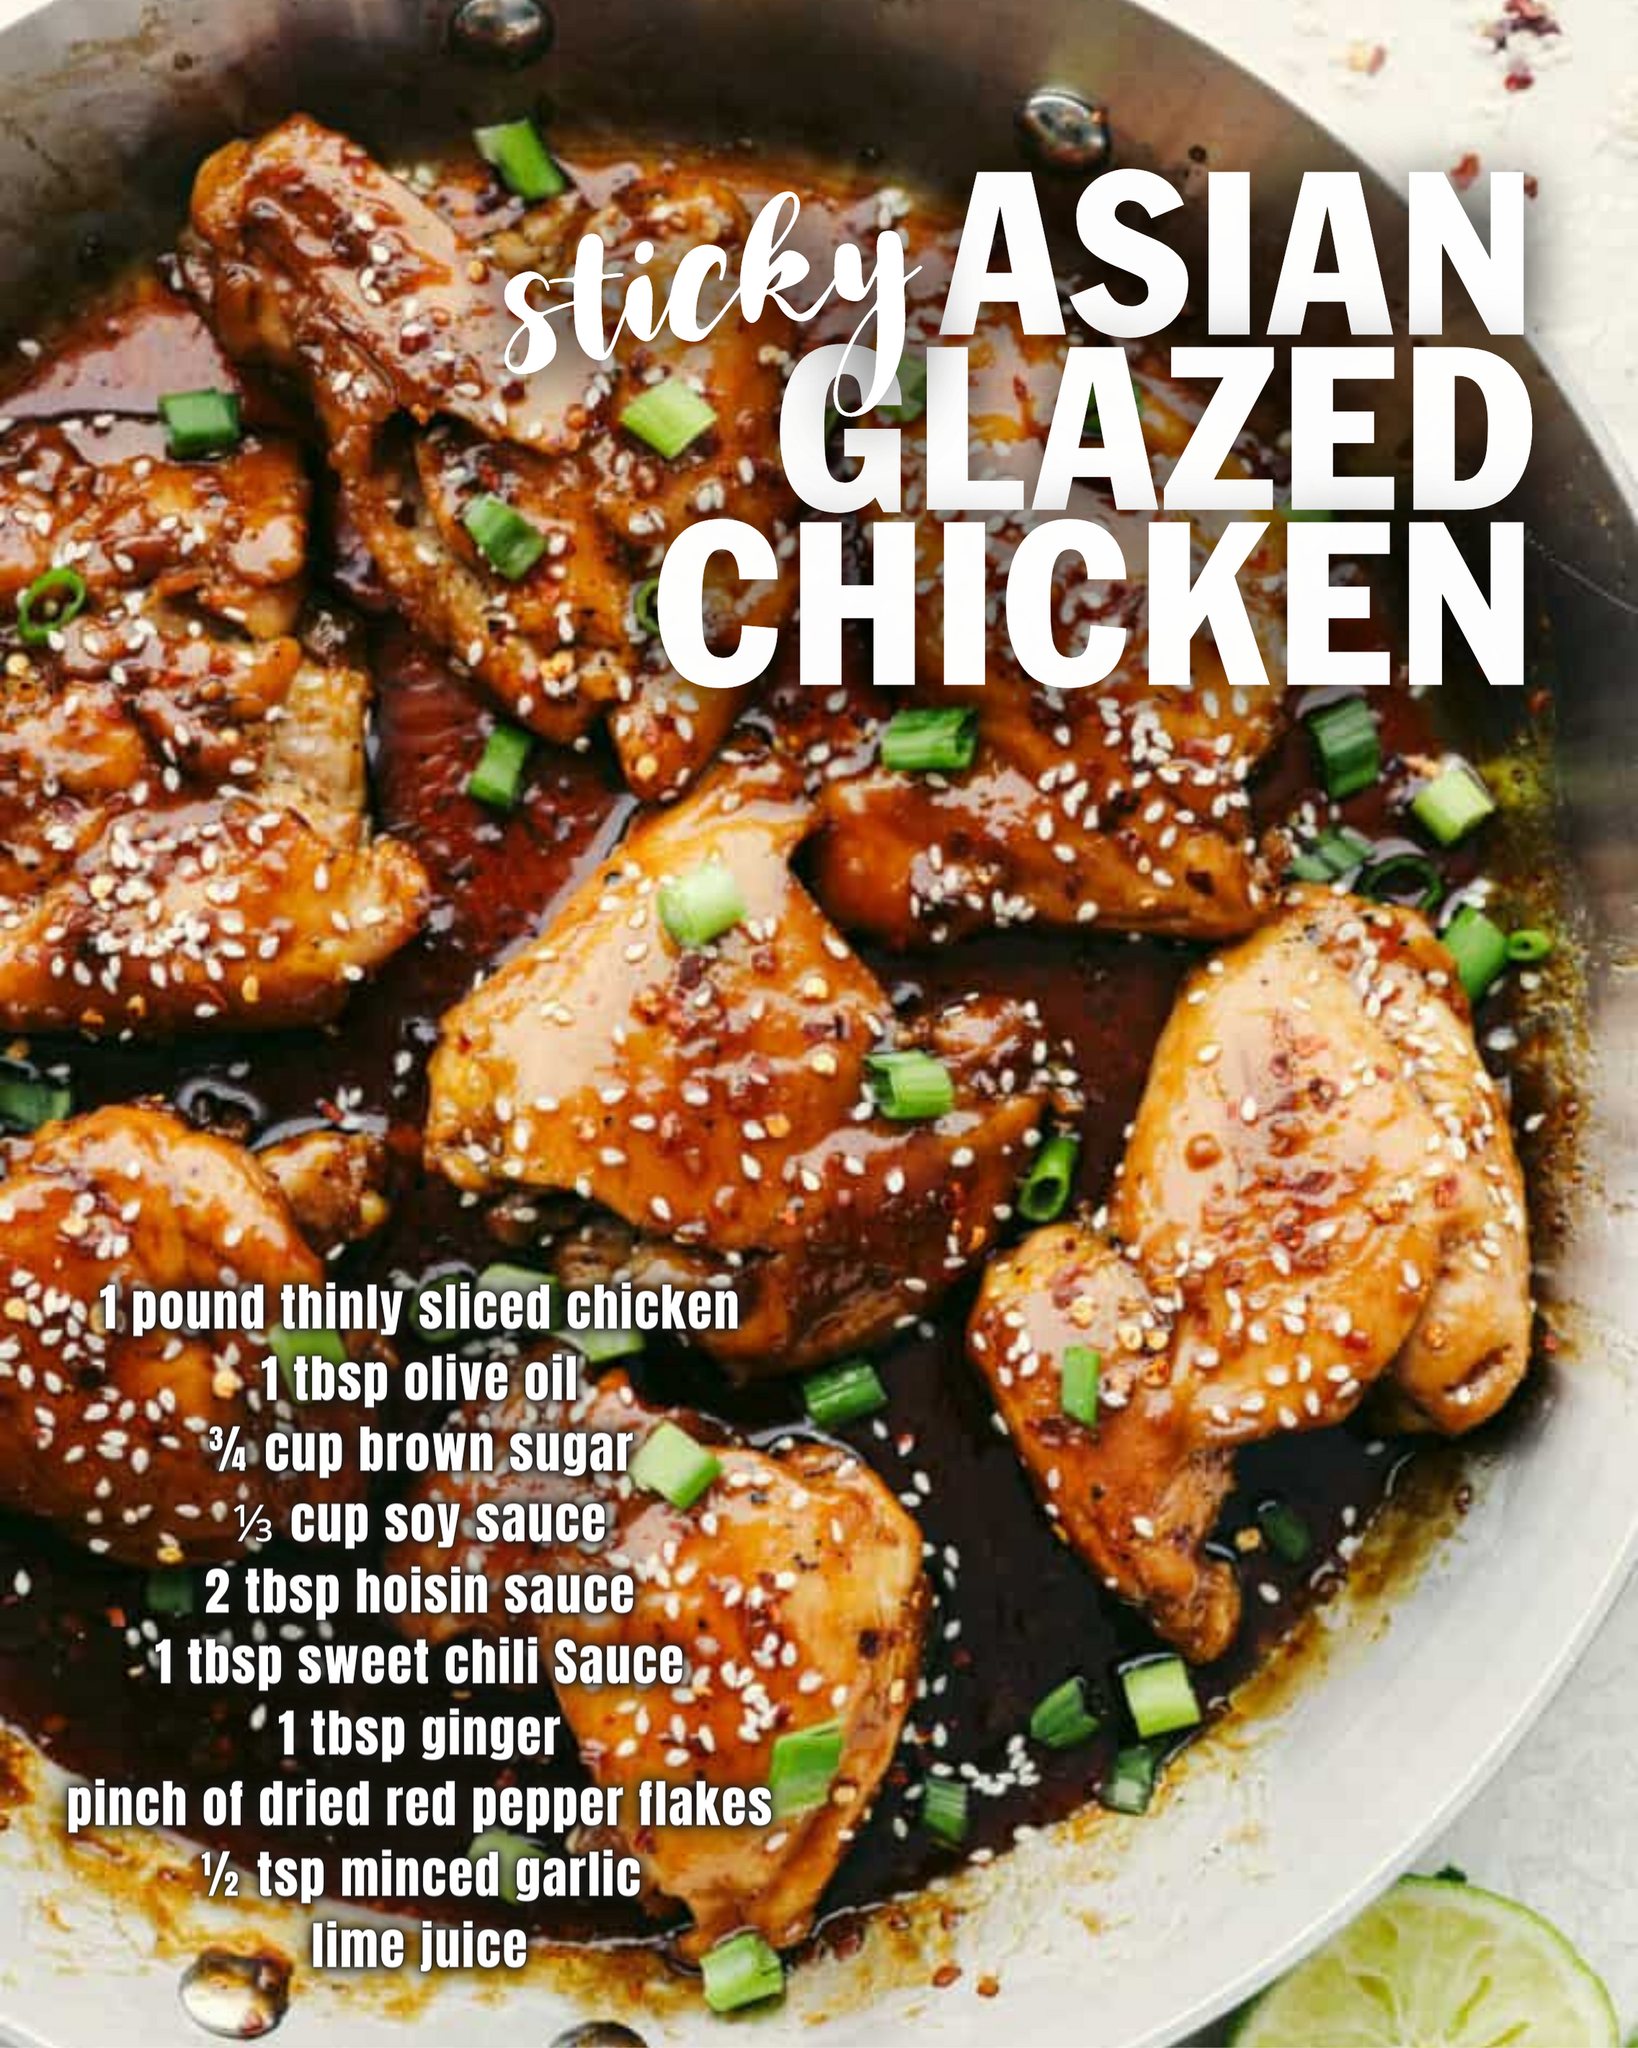 sticky ASIAN
GLAZED
CHICKEN
1 pound thinly sliced chicken
1 tbsp olive oil
¾ cup brown sugar
⅓ cup soy sauce
2 tbsp hoisin sauce
1 tbsp sweet chili Sauce
1 tbsp ginger
pinch of dried red pepper flakes
½ tsp minced garlic
lime juice